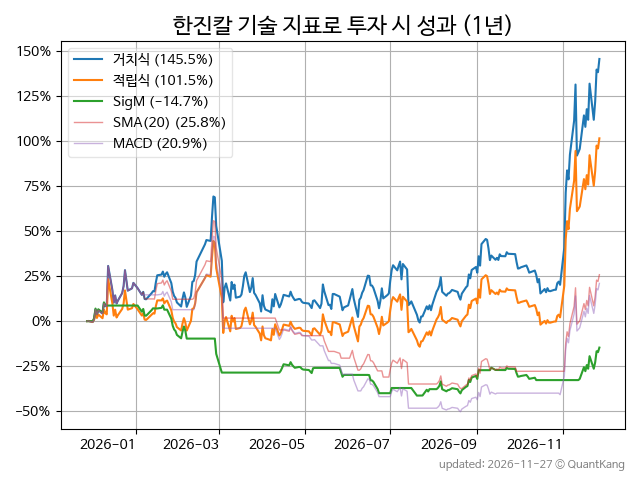 한진칼 기술 지표로 투자 시 성과 (1년)
150%
125%
100%
75%
50%
25%
0%
−25%
−50%
거치식 (145.5%)
적립식 (101.5%)
SigM (−14.7%)
SMA(20) (25.8%)
MACD (20.9%)
2026-01
2026-03
2026-05
2026-07
2026-09
2026-11
updated: 2026-11-27 © QuantKang